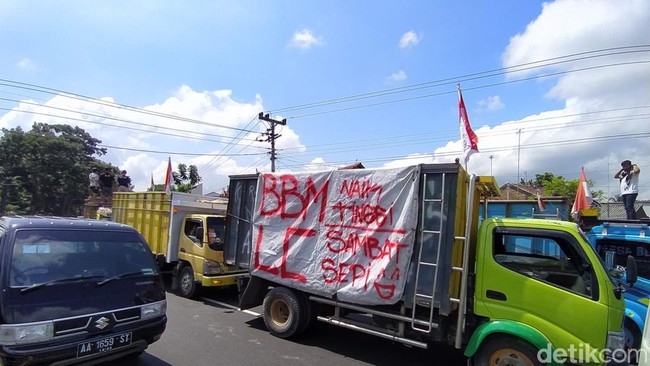 BBM
NAIK
TINGGI
LC
SAMBAT
SEPI
AA 1659 ST
detikcom